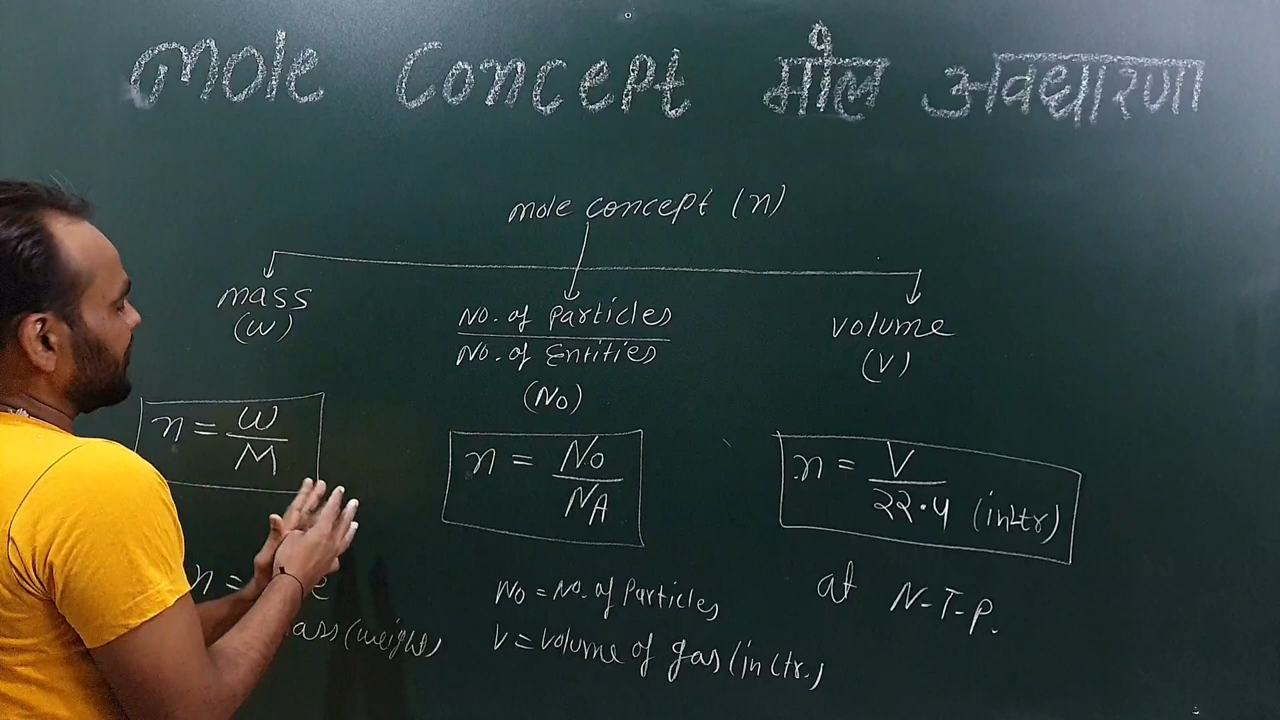 Mole Concept मोल अवधारणा
mole concept (n)
mass
(w)
No. of Particles
No. of Entities
(No)
volume
(V)
n = w
M
n = No
NA
n = V
22.4 (in Ltr)
at N.T.P.
n =
(weight)
No = No. of Particles
V = Volume of gas (in Ltr.)